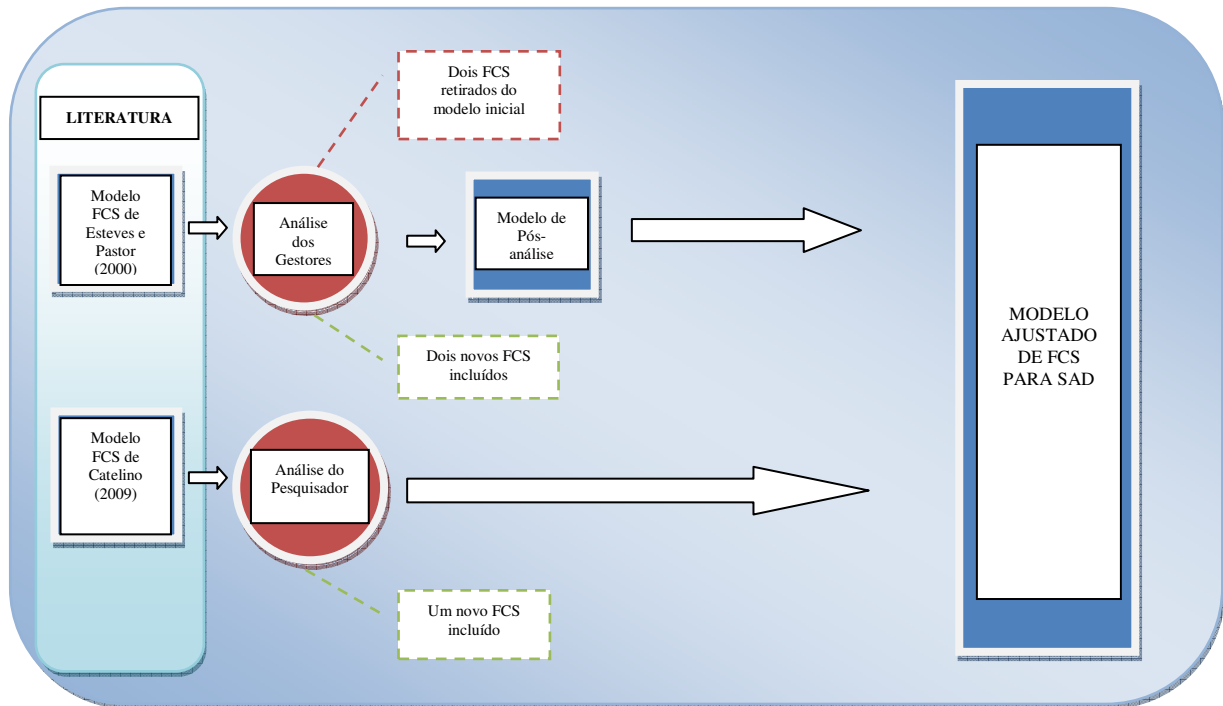 LITERATURA
Modelo
FCS de
Esteves e
Pastor
(2000)
Análise
dos
Gestores
Dois FCS
retirados do
modelo inicial
Dois novos FCS
incluídos
Modelo de
Pós-
análise
Modelo
FCS de
Catelino
(2009)
Análise do
Pesquisador
Um novo FCS
incluído
MODELO
AJUSTADO
DE FCS
PARA SAD